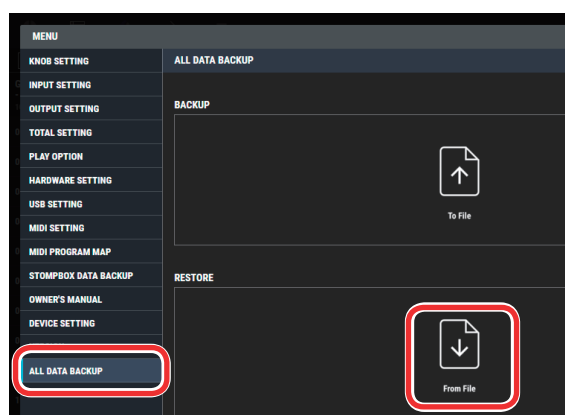 MENU
KNOB SETTING
INPUT SETTING
OUTPUT SETTING
TOTAL SETTING
PLAY OPTION
HARDWARE SETTING
USB SETTING
MIDI SETTING
MIDI PROGRAM MAP
STOMPBOX DATA BACKUP
OWNER'S MANUAL
DEVICE SETTING
ALL DATA BACKUP
ALL DATA BACKUP
BACKUP
To File
RESTORE
From File